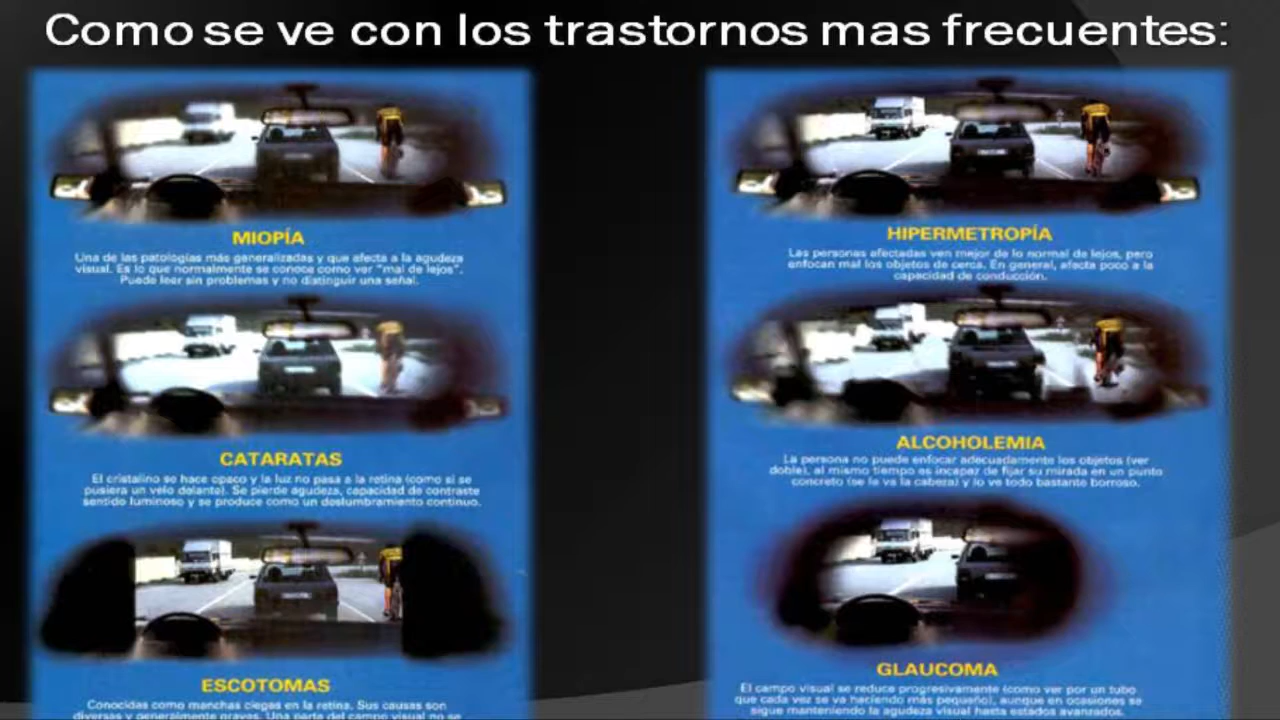 Como se ve con los trastornos mas frecuentes:
MIOPÍA
Una de las patologías más generalizadas y que afecta a la agudeza
visual. Es lo que normalmente se conoce como ver "mal de lejos".
Puede leer sin problemas y no distinguir una señal.
CATARATAS
El cristalino se hace opaco y la luz no pasa a la retina (como si se
pusiera un velo delante). Se pierde agudeza, capacidad de contraste
sentido luminoso y se produce como un deslumbramiento continuo.
ESCOTOMAS
Conocidas como manchas ciegas en la retina. Sus causas son
diversas y generalmente graves. Una parte del campo visual no se
HIPERMETROPÍA
Las personas afectadas ven mejor de lo normal de lejos, pero
enfocan mal los objetos de cerca. En general, afecta poco a la
capacidad de conducción.
ALCOHOLEMIA
La persona no puede enfocar adecuadamente los objetos (ver
doble), al mismo tiempo es incapaz de fijar su mirada en un punto
concreto (se le va la cabeza) y lo ve todo bastante borroso.
GLAUCOMA
El campo visual se reduce progresivamente (como ver por un tubo
que cada vez se va haciendo más pequeño), aunque en ocasiones se
sigue manteniendo la agudeza visual hasta estados avanzados.